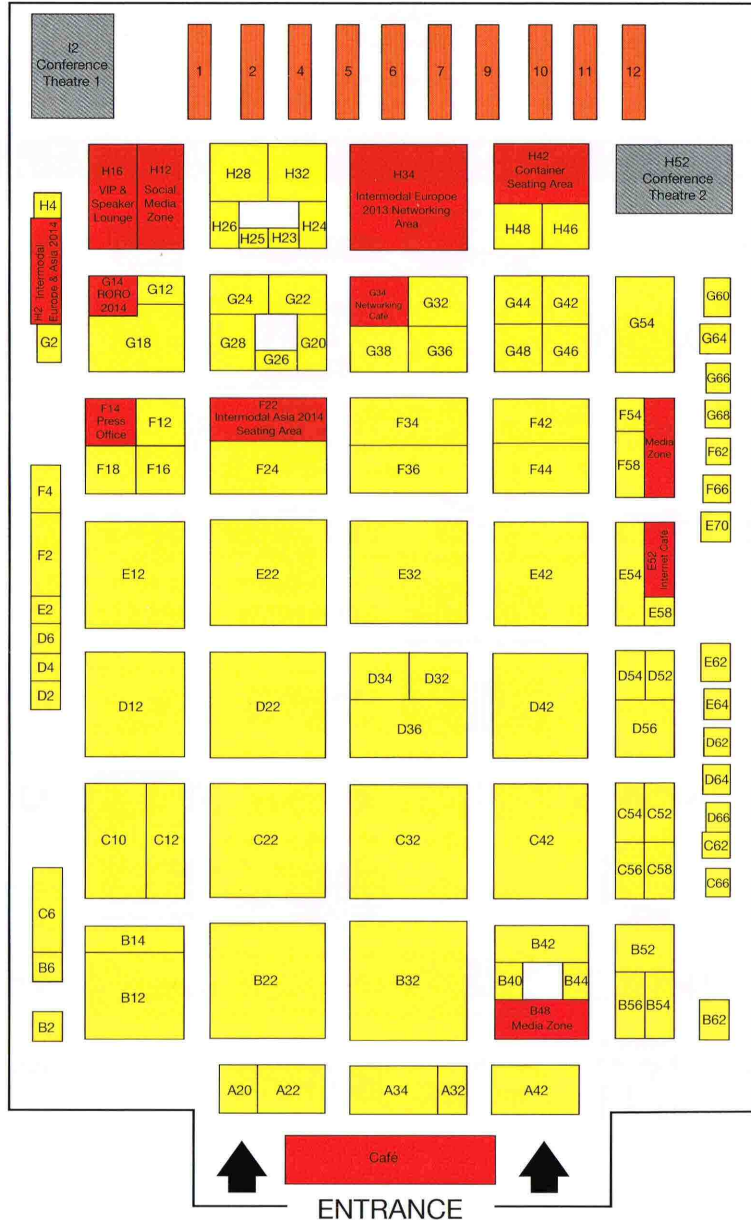 I2
Conference
Theatre 1
1
2
4
5
6
7
9
10
11
12
H16
VIP &
Speaker
Lounge
H12
Social
Media
Zone
H28
H32
H26
H25
H23
H24
H34
Intermodal Europoe
2013 Networking
Area
H42
Container
Seating Area
H48
H46
H52
Conference
Theatre 2
H4
H2 Intermodal
Europe & Asia 2014
G2
G14
RORO
2014
G12
G18
G24
G22
G28
G26
G20
G34
Networking
Café
G32
G38
G36
G44
G42
G48
G46
G54
G60
G64
G66
F14
Press
Office
F12
F18
F16
F22
Intermodal Asia 2014
Seating Area
F24
F34
F36
F42
F44
F54
F58
Media
Zone
G68
F62
F66
E70
F4
F2
E2
D6
D4
D2
E12
E22
E32
E42
E54
E52
Internet Café
E58
D12
D22
D34
D32
D36
D42
D54
D52
D56
E62
E64
D62
D64
D66
C62
C66
C10
C12
C22
C32
C42
C54
C52
C56
C58
C6
B6
B2
B14
B12
B22
B32
B42
B40
B44
B48
Media Zone
B52
B56
B54
B62
A20
A22
A34
A32
A42
Café
ENTRANCE